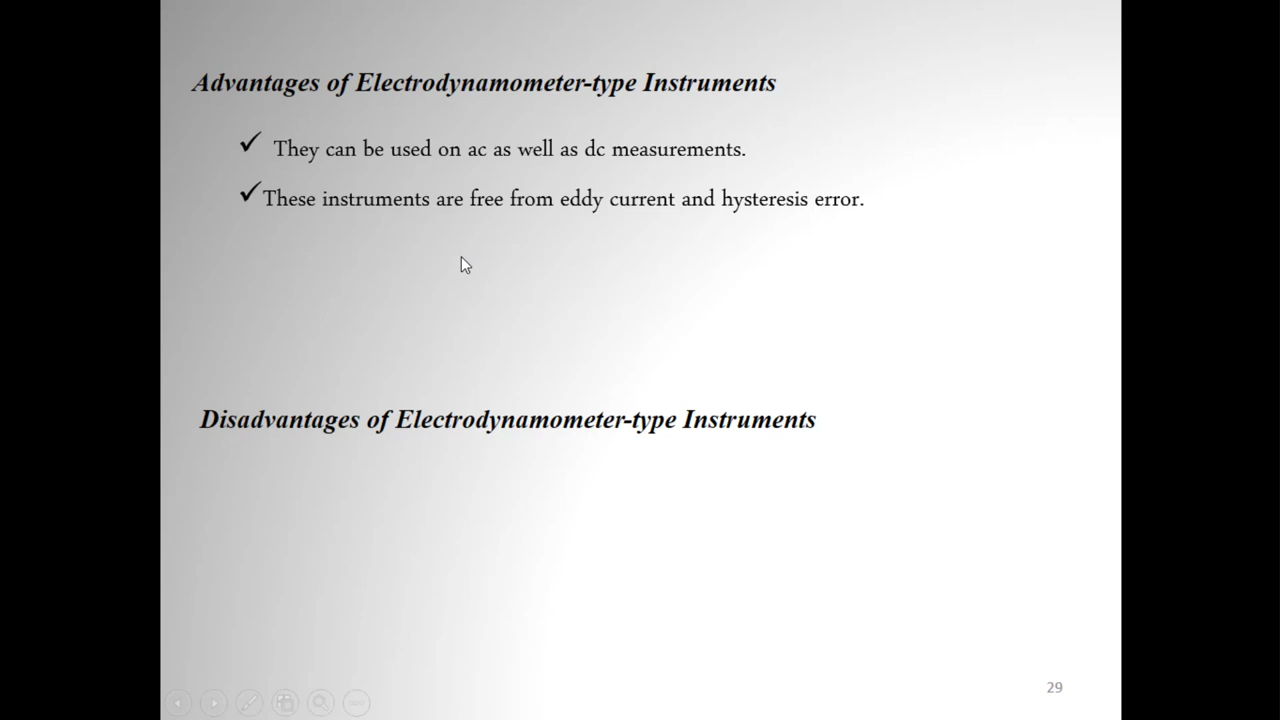 Advantages of Electrodynamometer-type Instruments
✓ They can be used on ac as well as dc measurements.
✓These instruments are free from eddy current and hysteresis error.
Disadvantages of Electrodynamometer-type Instruments
29